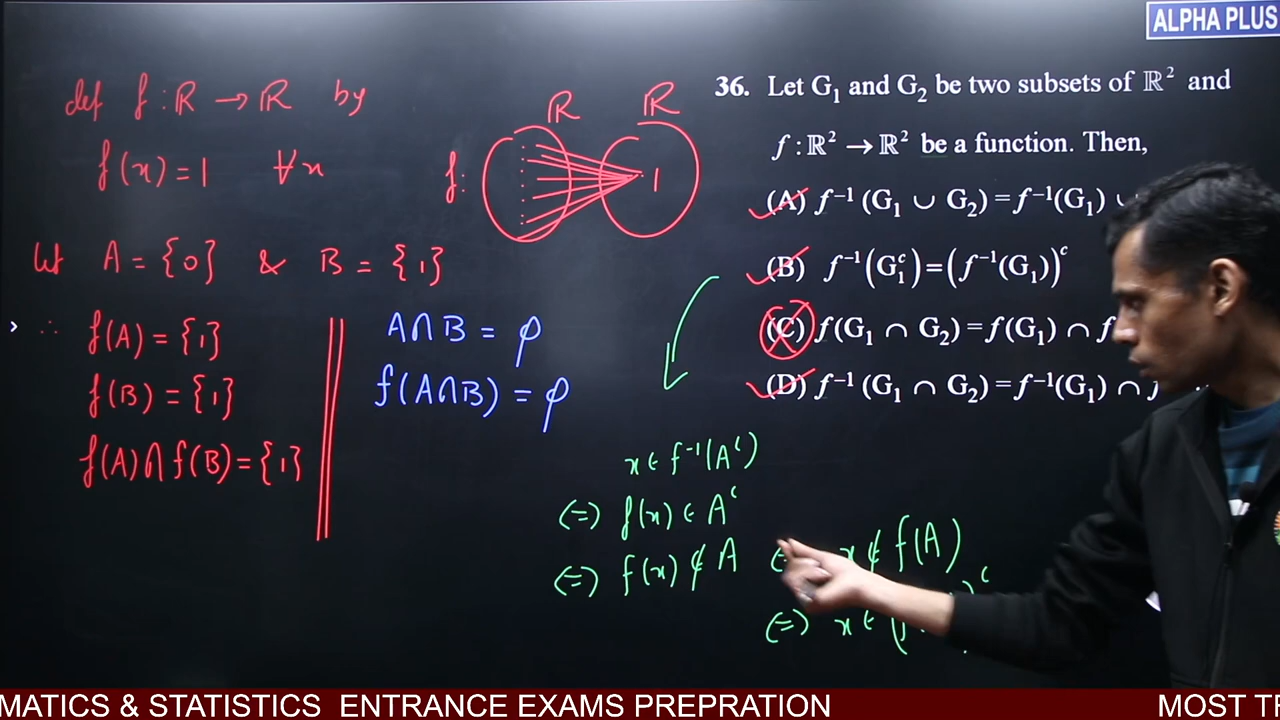 ALPHA PLUS
def f : ℝ → ℝ by
f(x) = 1 ∀x
f:
ℝ
ℝ
1
Let A = {0} & B = {1}
∴ f(A) = {1}
f(B) = {1}
f(A)∩f(B) = {1}
A∩B = φ
f(A∩B) = φ
36. Let G₁ and G₂ be two subsets of ℝ² and
f : ℝ² → ℝ² be a function. Then,
(A) f⁻¹ (G₁ ∪ G₂) = f⁻¹(G₁) ∪
(B) f⁻¹(G₁ᶜ) = (f⁻¹(G₁))ᶜ
(C) f(G₁ ∩ G₂) = f(G₁) ∩ f
(D) f⁻¹ (G₁ ∩ G₂) = f⁻¹(G₁) ∩ f
x ∈ f⁻¹(Aᶜ)
⇔ f(x) ∈ Aᶜ
⇔ f(x) ∉ A
x ∉ f(A)
⇔ x ∈ (
)ᶜ
MATICS & STATISTICS ENTRANCE EXAMS PREPRATION
MOST